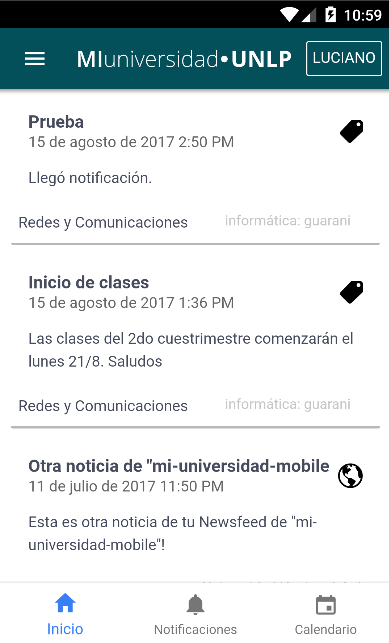 10:59
MIuniversidad•UNLP
LUCIANO
Prueba
15 de agosto de 2017 2:50 PM
Llegó notificación.
Redes y Comunicaciones
informática: guarani
Inicio de clases
15 de agosto de 2017 1:36 PM
Las clases del 2do cuestrimestre comenzarán el
lunes 21/8. Saludos
Redes y Comunicaciones
informática: guarani
Otra noticia de "mi-universidad-mobile
11 de julio de 2017 11:50 PM
Esta es otra noticia de tu Newsfeed de "mi-
universidad-mobile"!
Inicio
Notificaciones
Calendario